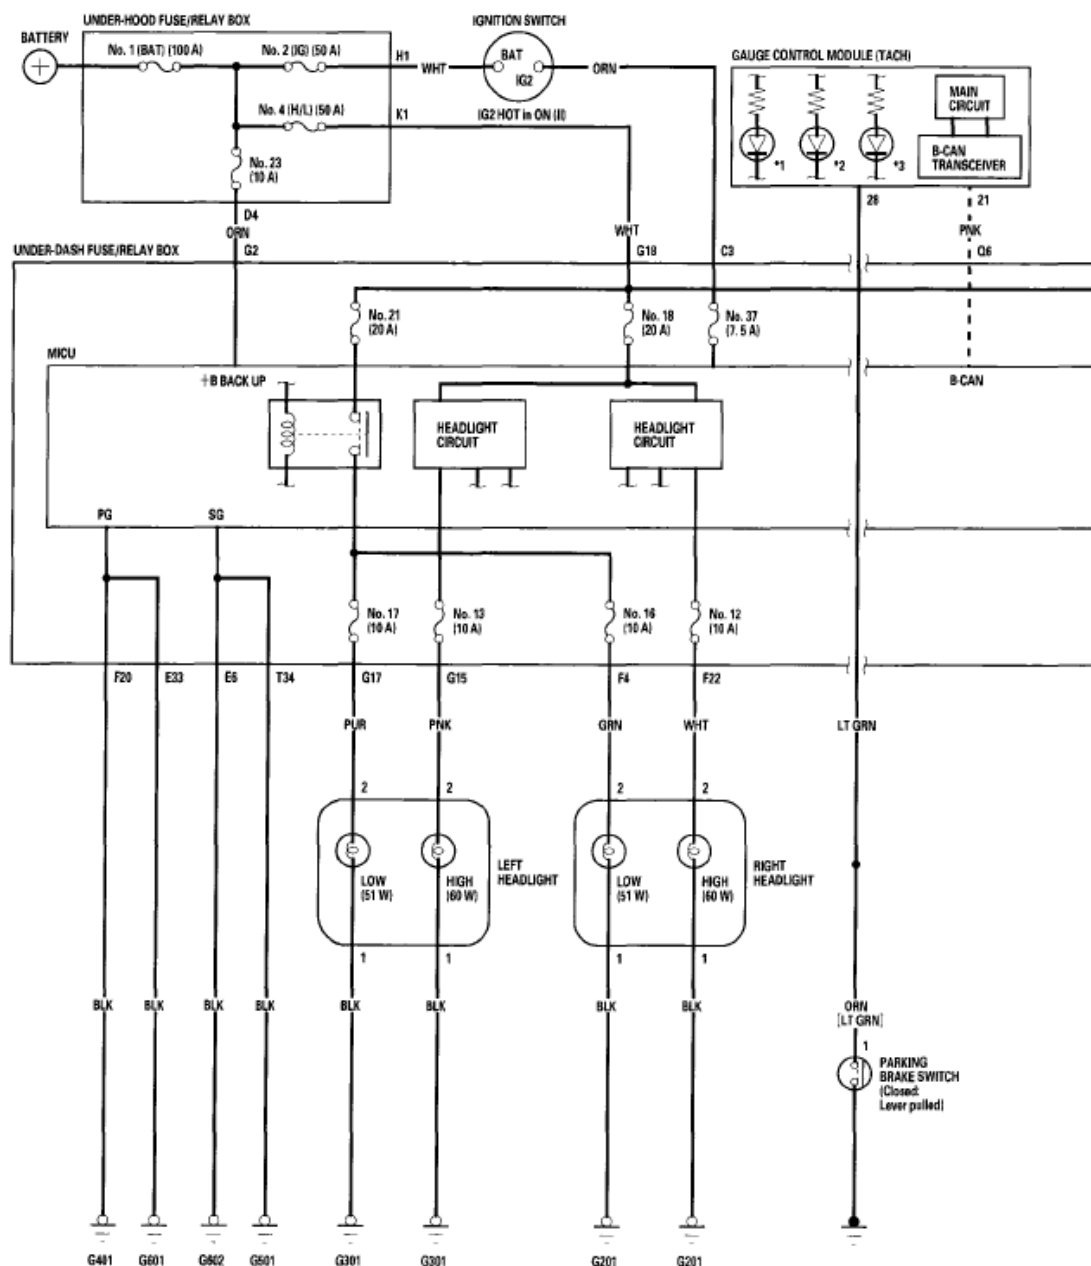 UNDER-HOOD FUSE/RELAY BOX
BATTERY
No. 1 (BAT) (100 A)
No. 2 (IG) (50 A)
H1
WHT
IGNITION SWITCH
BAT
IG2
ORN
No. 4 (H/L) (50 A)
K1
IG2 HOT in ON (II)
No. 23
(10 A)
D4
ORN
WHT
GAUGE CONTROL MODULE (TACH)
*1
*2
*3
MAIN
CIRCUIT
B-CAN
TRANSCEIVER
28
21
PNK
UNDER-DASH FUSE/RELAY BOX
G2
G18
C3
Q6
No. 21
(20 A)
No. 18
(20 A)
No. 37
(7.5 A)
MICU
+B BACK UP
B-CAN
HEADLIGHT
CIRCUIT
HEADLIGHT
CIRCUIT
PG
SG
No. 17
(10 A)
No. 13
(10 A)
No. 16
(10 A)
No. 12
(10 A)
F20
E33
E6
T34
G17
G15
F4
F22
PUR
PNK
GRN
WHT
LT GRN
2
2
2
2
LOW
(51 W)
HIGH
(60 W)
LEFT
HEADLIGHT
LOW
(51 W)
HIGH
(60 W)
RIGHT
HEADLIGHT
1
1
1
1
BLK
BLK
BLK
BLK
BLK
BLK
BLK
BLK
ORN
[LT GRN]
1
PARKING
BRAKE SWITCH
(Closed:
Lever pulled)
G401
G601
G602
G501
G301
G301
G201
G201